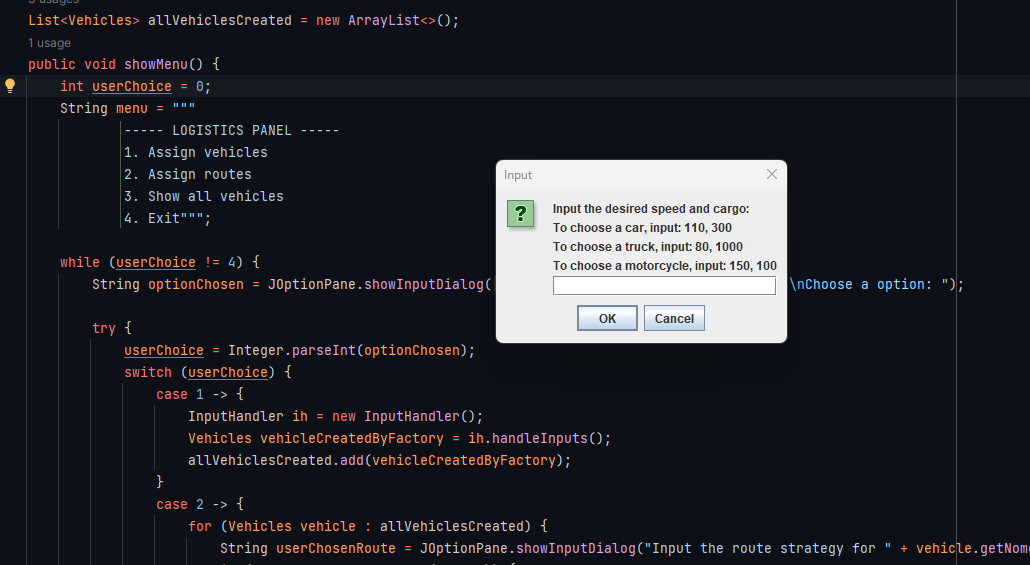 List<Vehicles> allVehiclesCreated = new ArrayList<>();
1 usage
public void showMenu() {
int userChoice = 0;
String menu = """
----- LOGISTICS PANEL -----
1. Assign vehicles
2. Assign routes
3. Show all vehicles
4. Exit""";
while (userChoice != 4) {
String optionChosen = JOptionPane.showInputDialog(
\nChoose a option: ");
try {
userChoice = Integer.parseInt(optionChosen);
switch (userChoice) {
case 1 -> {
InputHandler ih = new InputHandler();
Vehicles vehicleCreatedByFactory = ih.handleInputs();
allVehiclesCreated.add(vehicleCreatedByFactory);
}
case 2 -> {
for (Vehicles vehicle : allVehiclesCreated) {
String userChosenRoute = JOptionPane.showInputDialog("Input the route strategy for " + vehicle.getNome
Input
Input the desired speed and cargo:
To choose a car, input: 110, 300
To choose a truck, input: 80, 1000
To choose a motorcycle, input: 150, 100
OK
Cancel